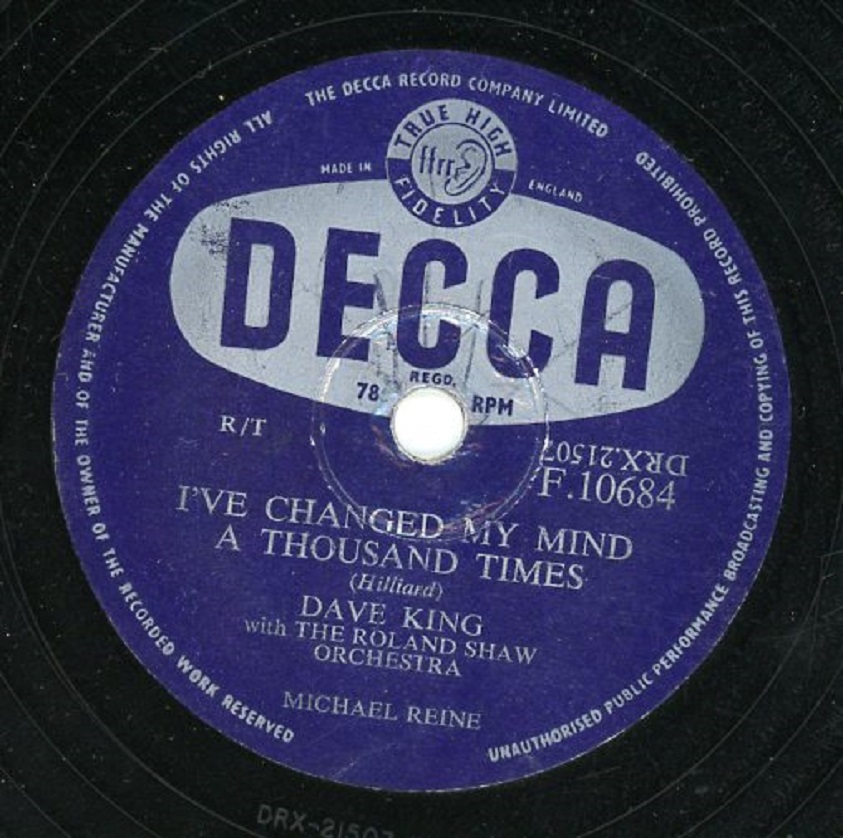 ALL RIGHTS OF THE MANUFACTURER AND OF THE OWNER OF THE RECORDED WORK RESERVED
THE DECCA RECORD COMPANY LIMITED
UNAUTHORISED PUBLIC PERFORMANCE BROADCASTING AND COPYING OF THIS RECORD PROHIBITED
TRUE HIGH
ffrr
FIDELITY
MADE IN
ENGLAND
DECCA
REGD.
78 RPM
R/T
DRX.21507
F.10684
I'VE CHANGED MY MIND
A THOUSAND TIMES
(Hilliard)
DAVE KING
with THE ROLAND SHAW
ORCHESTRA
MICHAEL REINE
DRX-21507